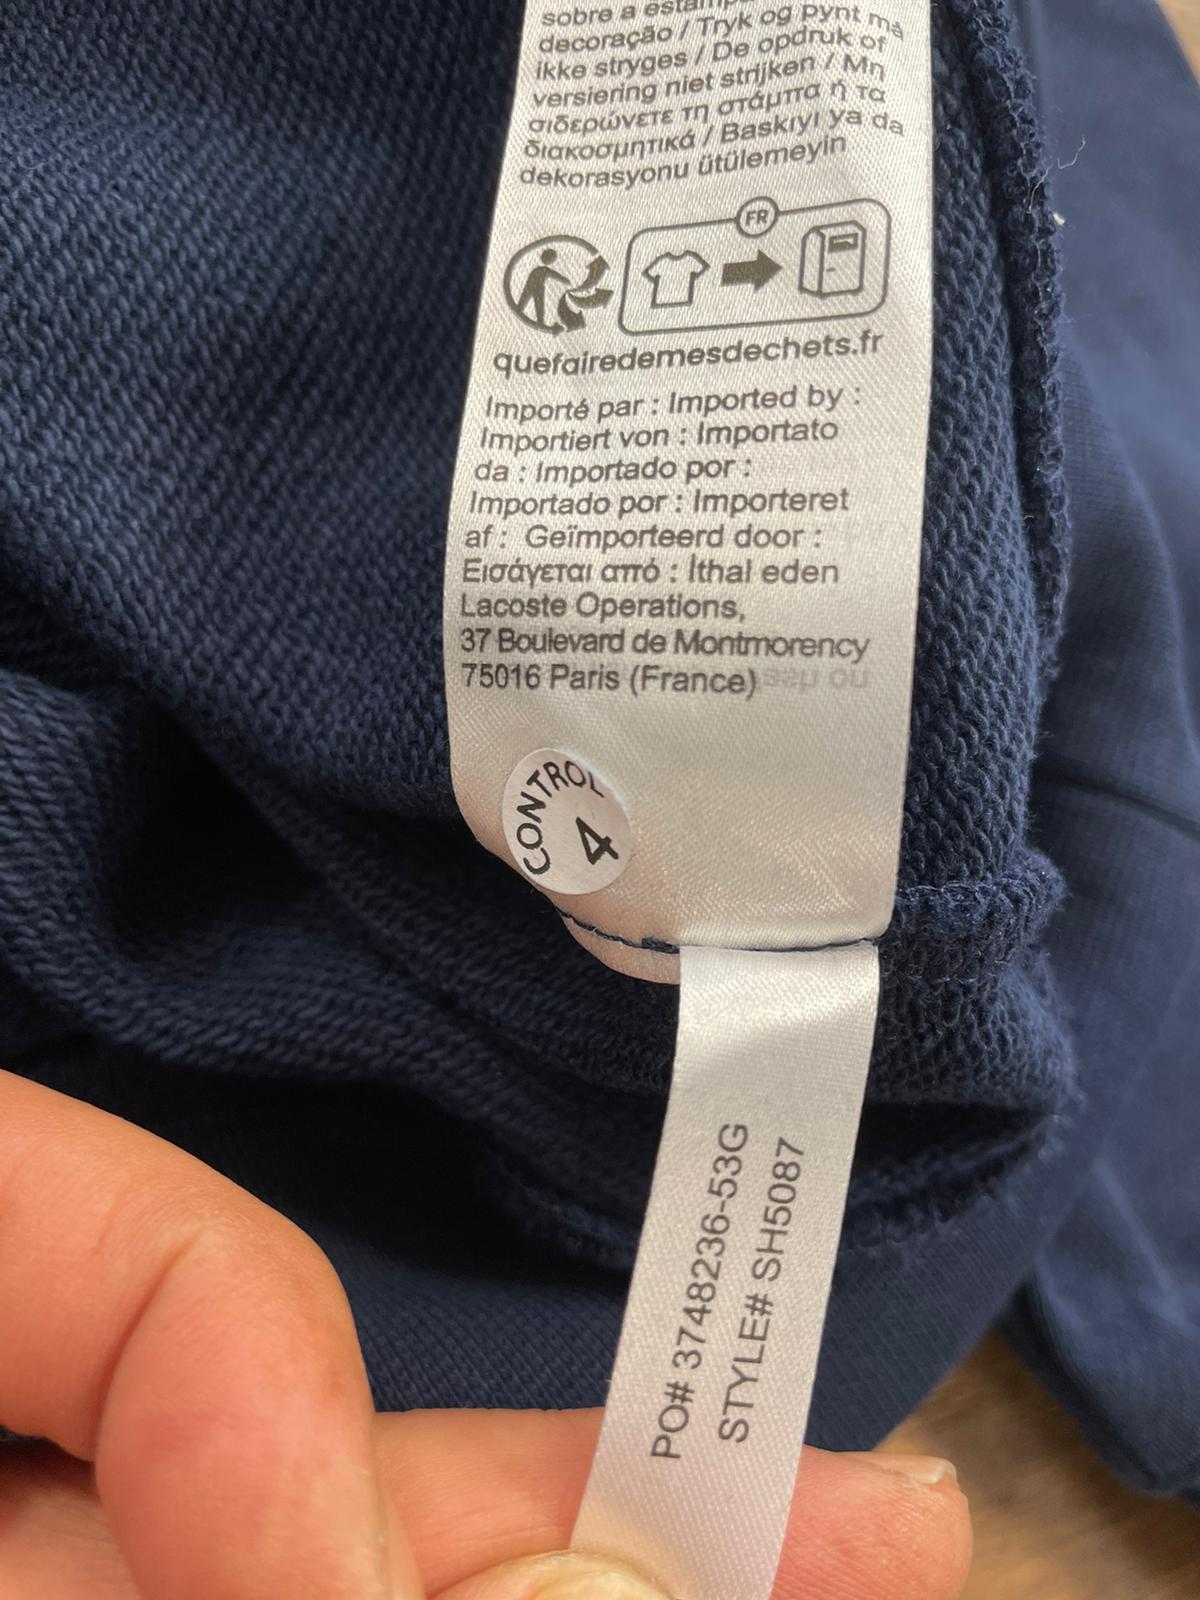 sobre a
decoração / Tryk og pynt må
ikke stryges / De opdruk of
versiering niet strijken / Μη
σιδερώνετε τη στάμπα ή τα
διακοσμητικά / Baskıyı ya da
dekorasyonu ütülemeyin
FR
quefairedemesdechets.fr
Importé par : Imported by :
Importiert von : Importato
da : Importado por :
Importado por : Importeret
af : Geïmporteerd door :
Εισάγεται από : İthal eden
Lacoste Operations,
37 Boulevard de Montmorency
75016 Paris (France)
CONTROL
4
PO# 3748236-53G
STYLE# SH5087